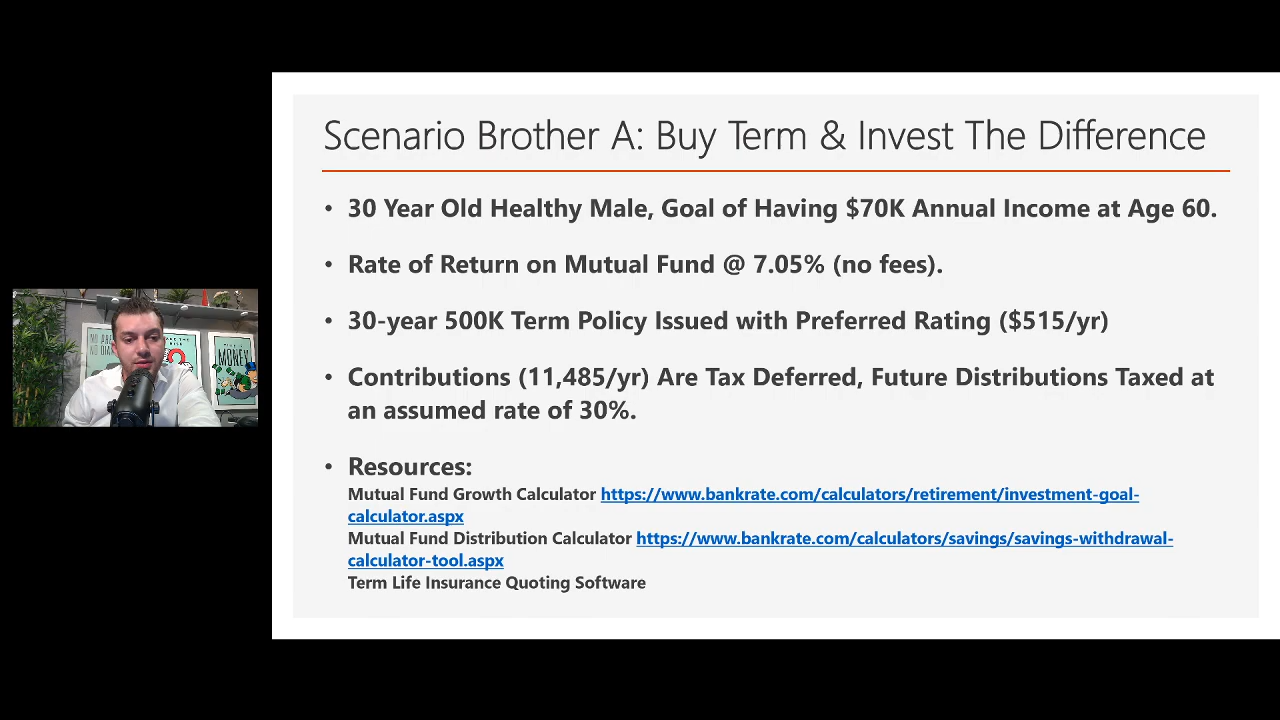 Scenario Brother A: Buy Term & Invest The Difference
• 30 Year Old Healthy Male, Goal of Having $70K Annual Income at Age 60.
• Rate of Return on Mutual Fund @ 7.05% (no fees).
• 30-year 500K Term Policy Issued with Preferred Rating ($515/yr)
• Contributions (11,485/yr) Are Tax Deferred, Future Distributions Taxed at
an assumed rate of 30%.
• Resources:
Mutual Fund Growth Calculator https://www.bankrate.com/calculators/retirement/investment-goal-
calculator.aspx
Mutual Fund Distribution Calculator https://www.bankrate.com/calculators/savings/savings-withdrawal-
calculator-tool.aspx
Term Life Insurance Quoting Software
MONEY